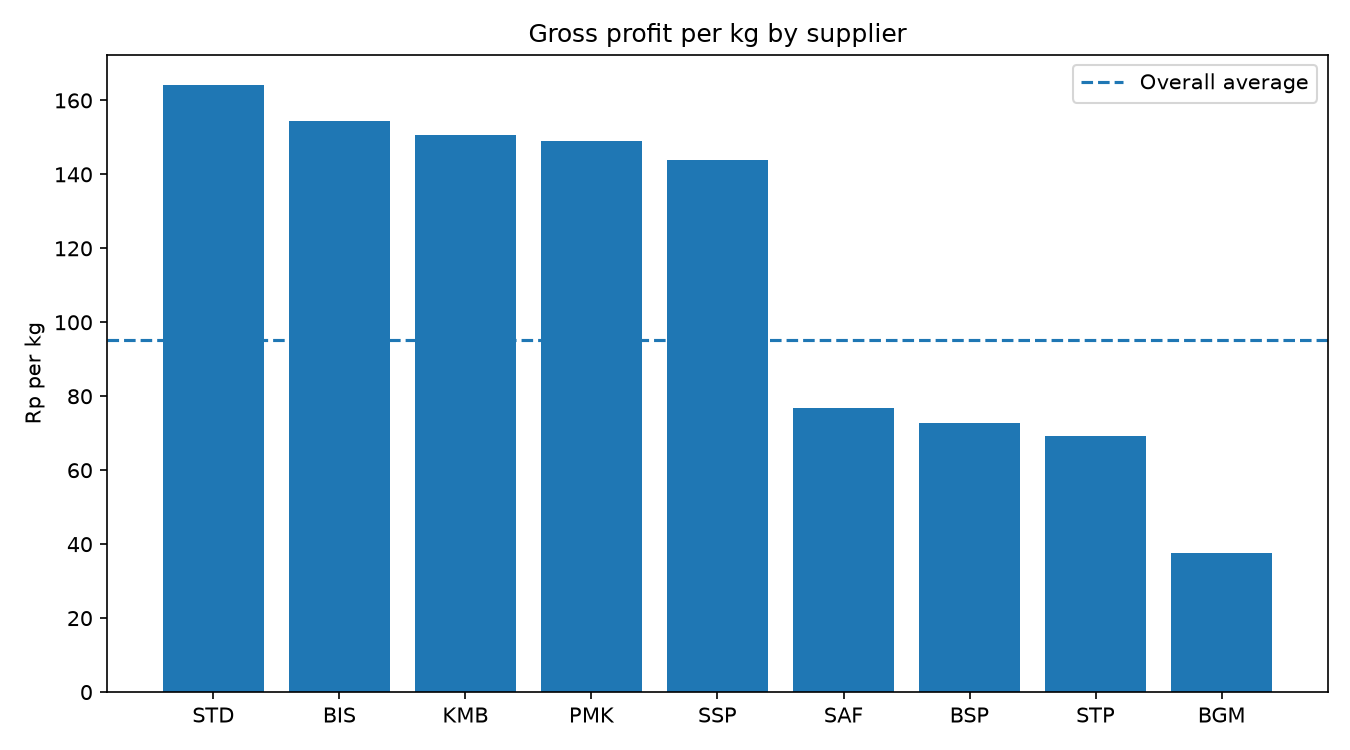 Gross profit per kg by supplier
Overall average
Rp per kg
160
140
120
100
80
60
40
20
0
STD BIS KMB PMK SSP SAF BSP STP BGM